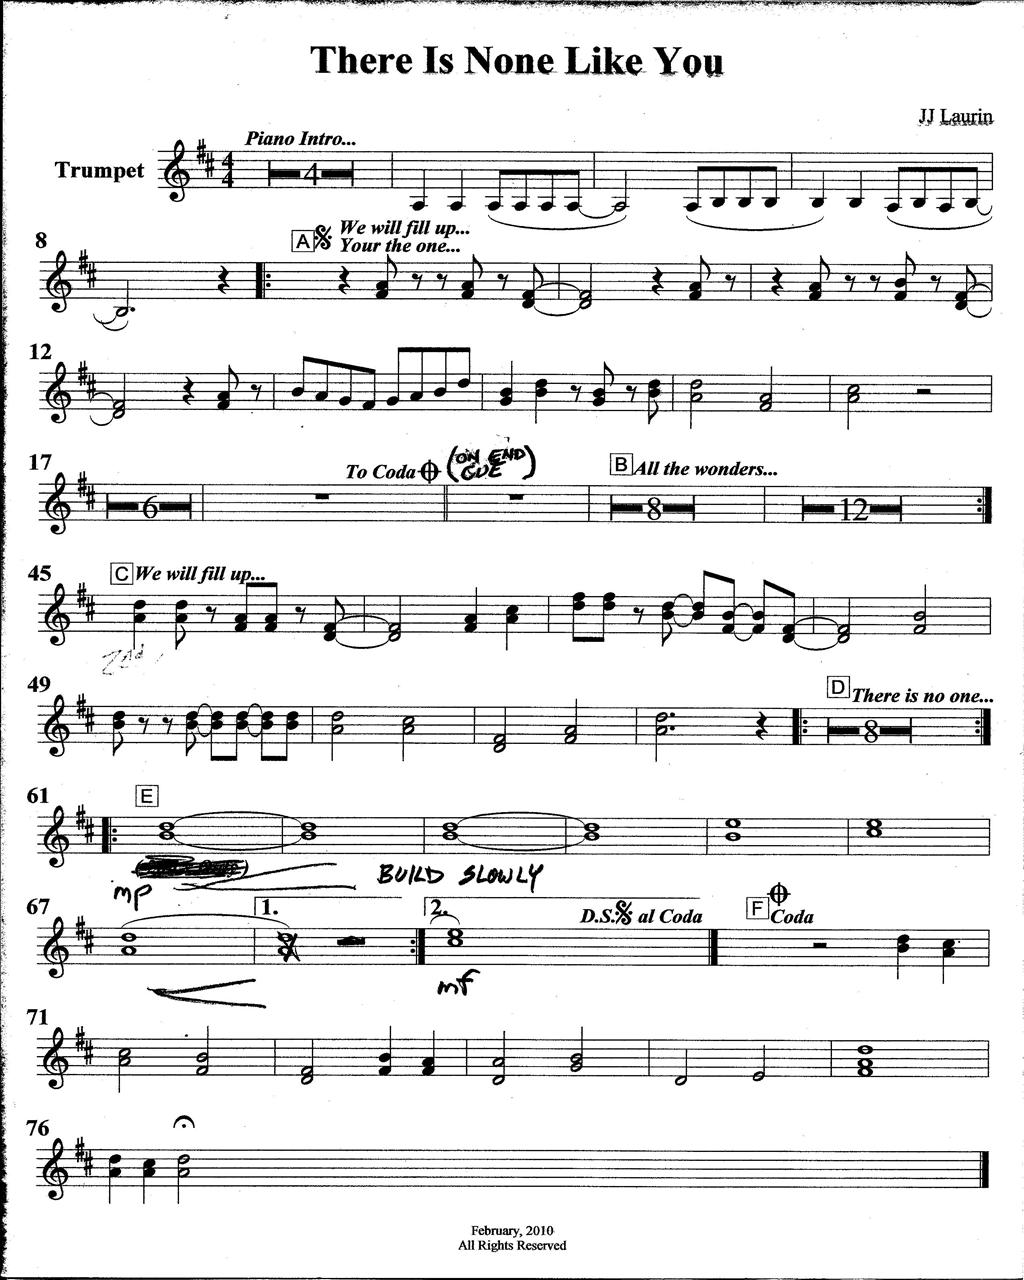 There Is None Like You
JJ Laurin
Piano Intro...
Trumpet
4
4
4
8
A
We will fill up...
Your the one...
12
17
To Coda
(ON END)
CUE
B
All the wonders...
6
8
12
45
C
We will fill up...
2nd
49
D
There is no one...
8
61
E
mp
BUILD SLOWLY
67
1.
2.
D.S. al Coda
F
Coda
mf
71
76
February, 2010
All Rights Reserved